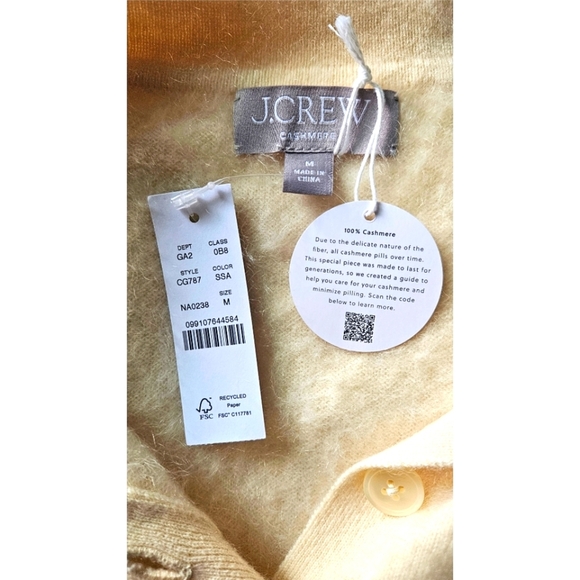 J.CREW
CASHMERE
M
MADE IN
CHINA
DEPT CLASS
GA2 0B8
STYLE COLOR
CG787 SSA
SIZE
NA0238 M
099107644584
FSC
RECYCLED
Paper
FSC® C117781
100% Cashmere
Due to the delicate nature of the
fiber, all cashmere pills over time.
This special piece was made to last for
generations, so we created a guide to
help you care for your cashmere and
minimize pilling. Scan the code
below to learn more.